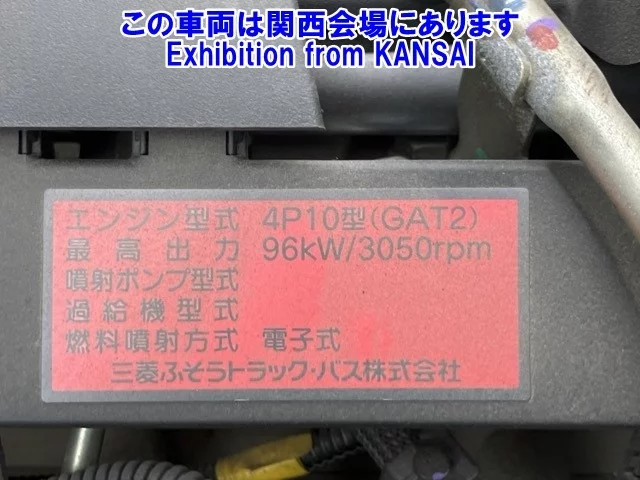 この車両は関西会場にあります
Exhibition from KANSAI
エンジン型式 4P10型(GAT2)
最高出力 96kW/3050rpm
噴射ポンプ型式
過給機型式
燃料噴射方式 電子式
三菱ふそうトラック・バス株式会社